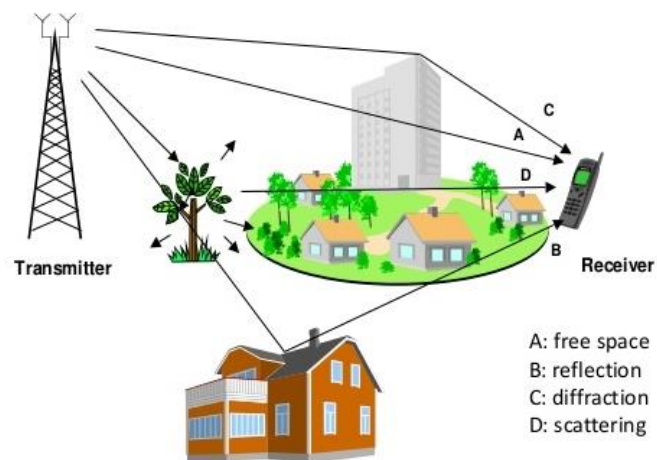 C
A
D
B
Transmitter
Receiver
A: free space
B: reflection
C: diffraction
D: scattering